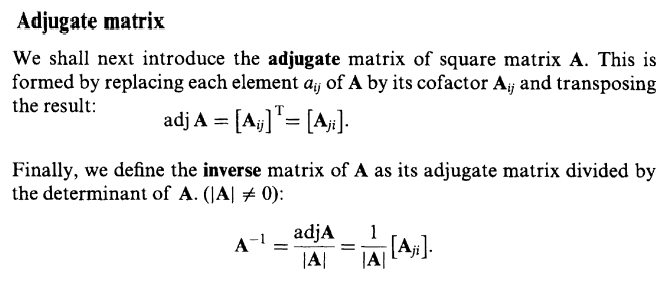 Adjugate matrix
We shall next introduce the adjugate matrix of square matrix A. This is
formed by replacing each element aᵢⱼ of A by its cofactor Aᵢⱼ and transposing
the result:
adj A = [Aᵢⱼ]ᵀ = [Aⱼᵢ].
Finally, we define the inverse matrix of A as its adjugate matrix divided by
the determinant of A. (|A| ≠ 0):
A⁻¹ = adjA/|A| = 1/|A| [Aⱼᵢ].